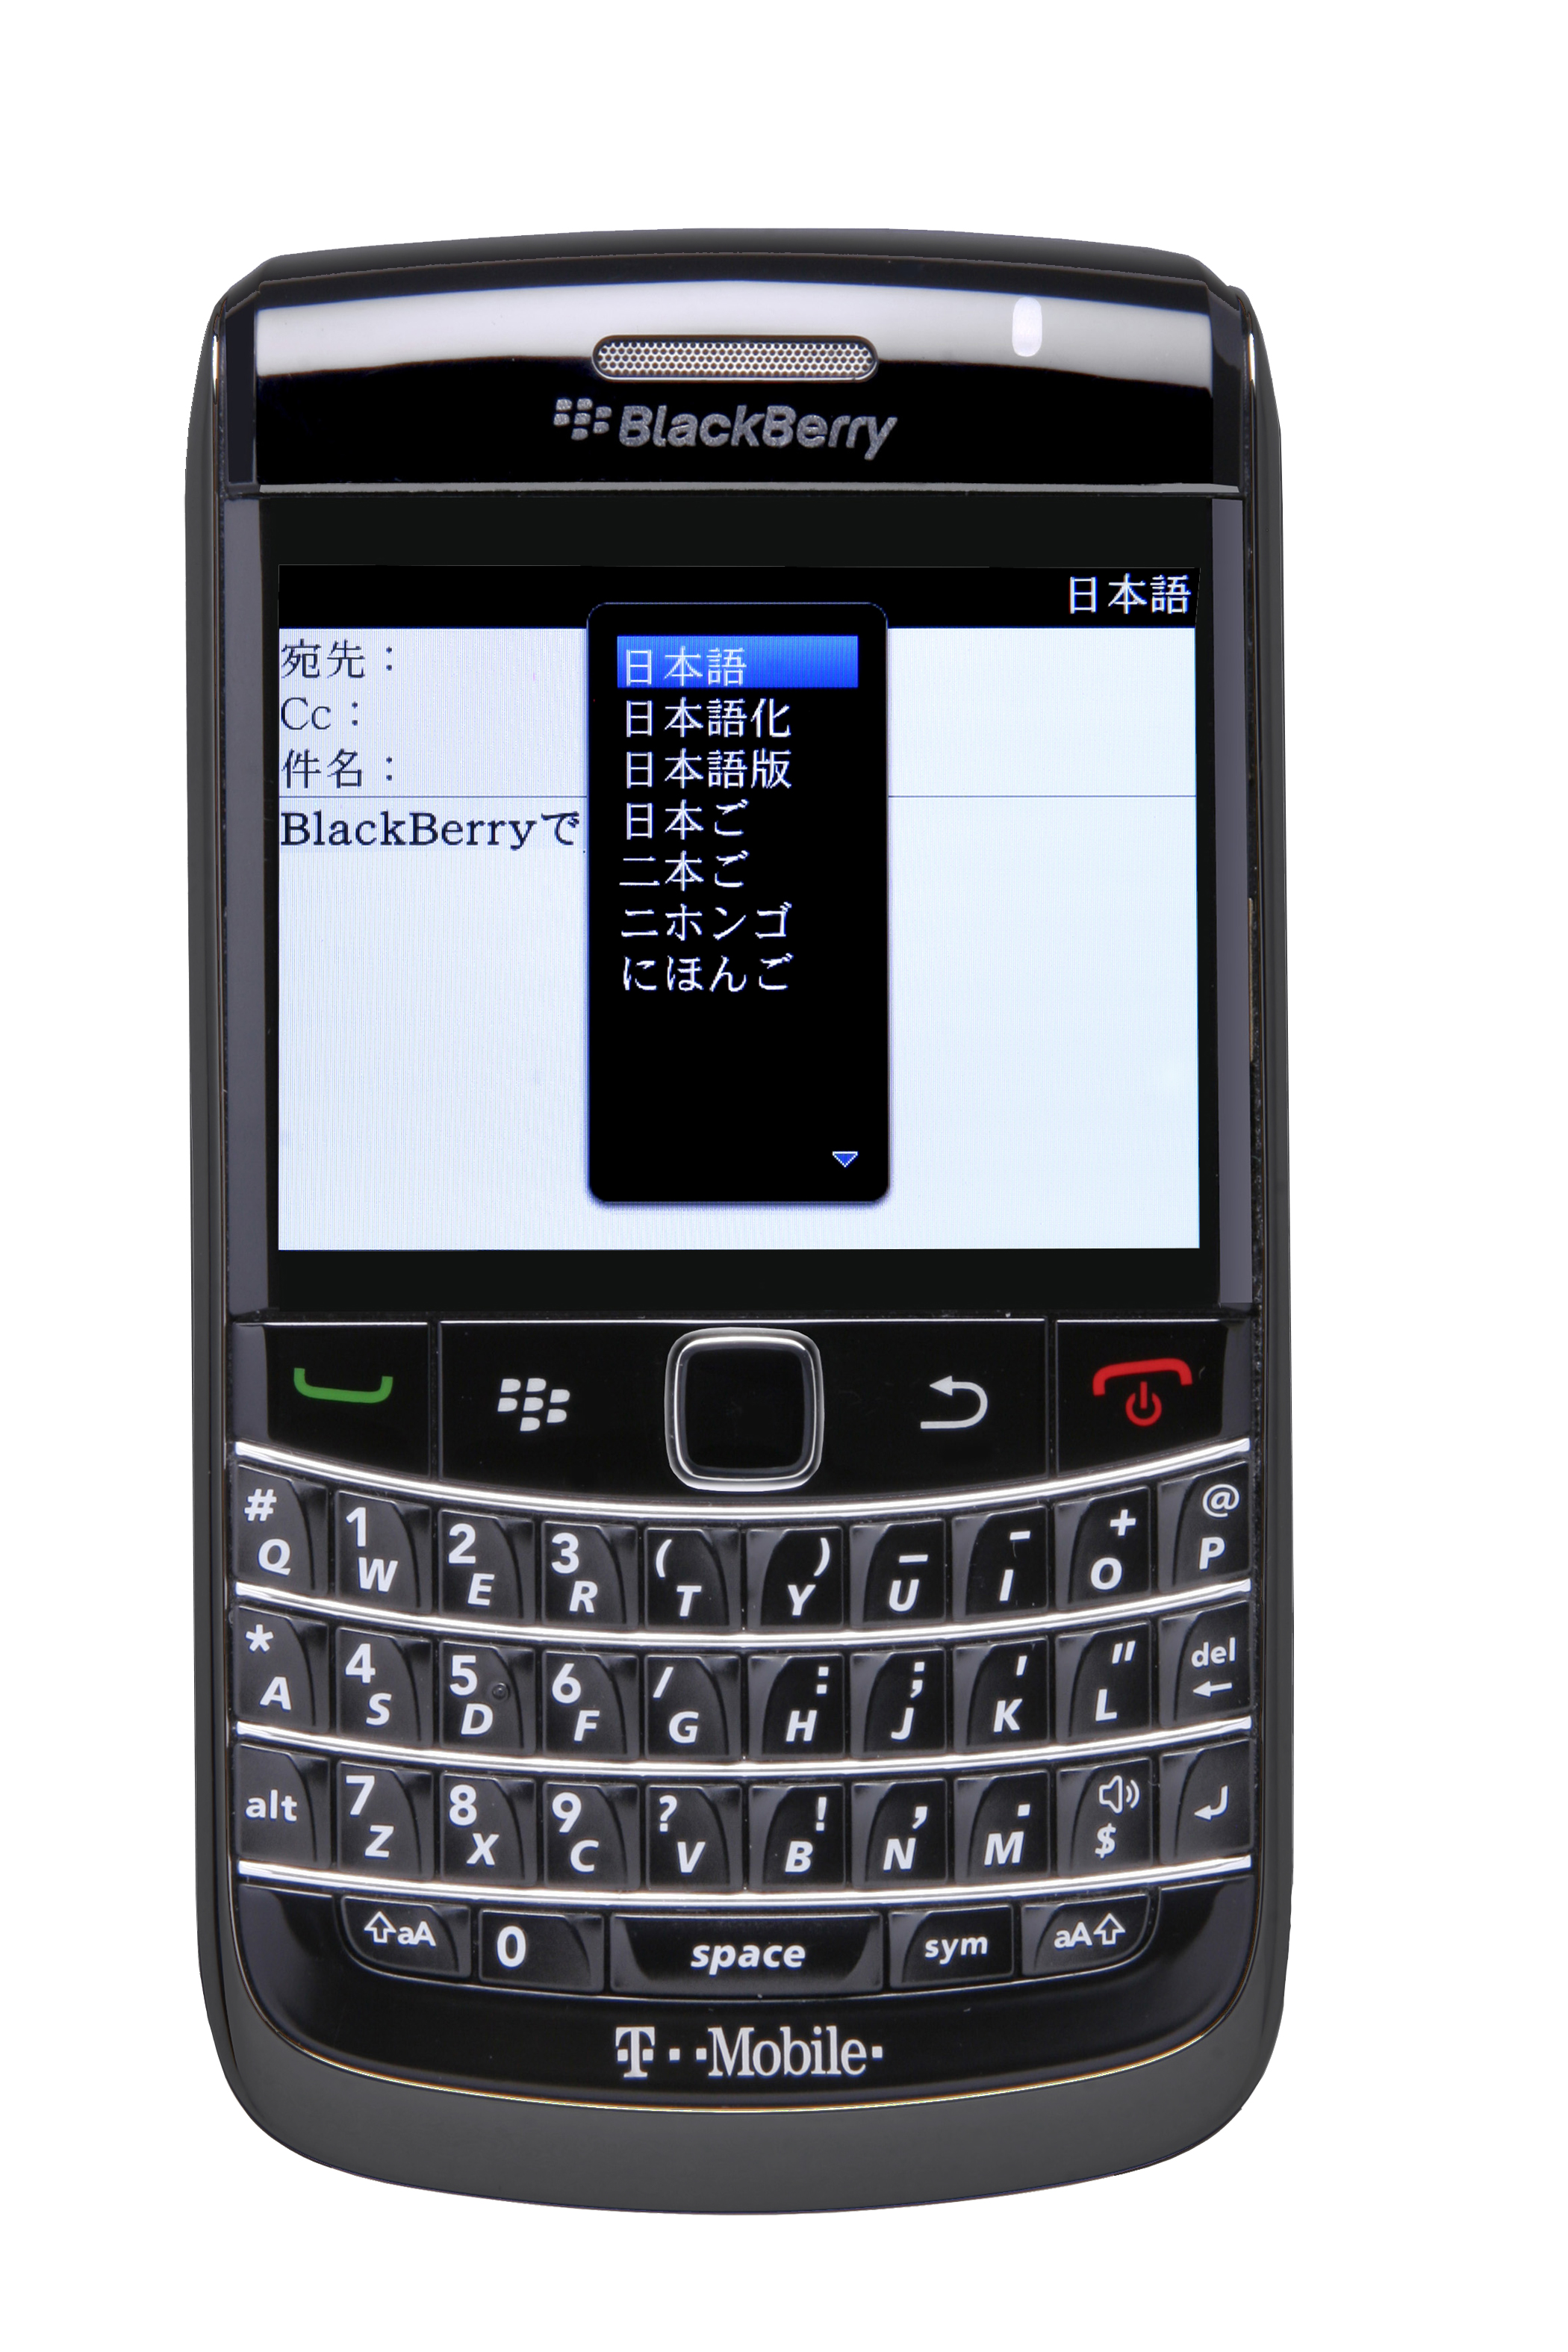 BlackBerry
日本語
宛先：
Cc：
件名：
BlackBerryで
日本語
日本語化
日本語版
日本ご
二本ご
ニホンゴ
にほんご
# 1 2 3 ( ) _ - + @
Q W E R T Y U I O P
* 4 5 6 / : ; ' " del
A S D F G H J K L
alt 7 8 9 ? ! , .
Z X C V B N M $
aA 0 space sym aA
T··Mobile·